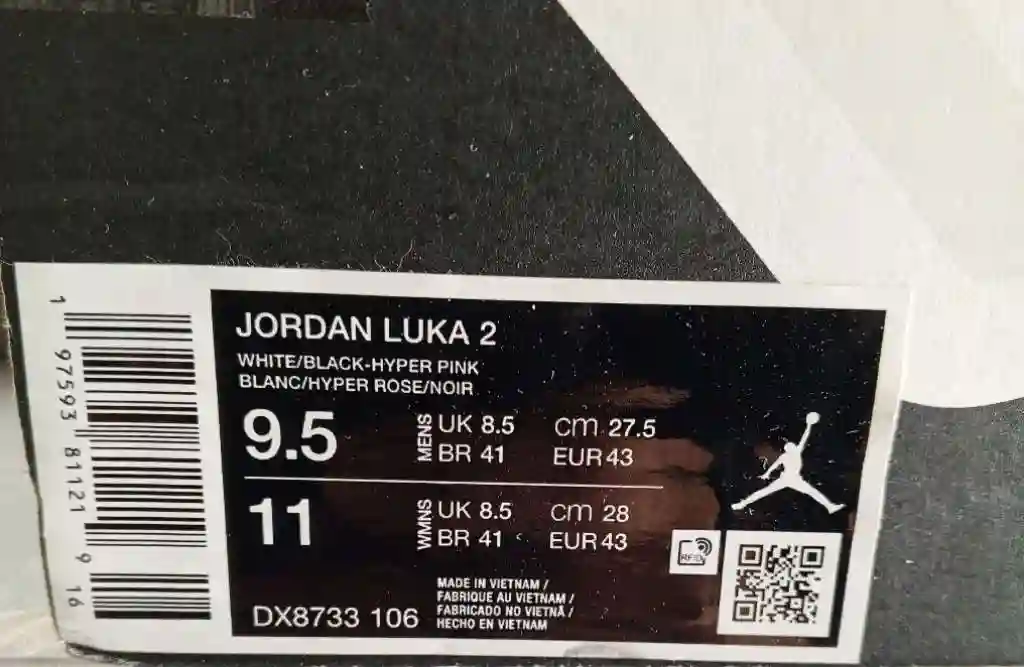 JORDAN LUKA 2
WHITE/BLACK-HYPER PINK
BLANC/HYPER ROSE/NOIR
9.5 MENS UK 8.5 cm 27.5
BR 41 EUR 43
11 WMNS UK 8.5 cm 28
BR 41 EUR 43
DX8733 106
MADE IN VIETNAM /
FABRIQUE AU VIETNAM /
FABRICADO NO VIETNÃ /
HECHO EN VIETNAM
RFID
1 97593 81121 9 16